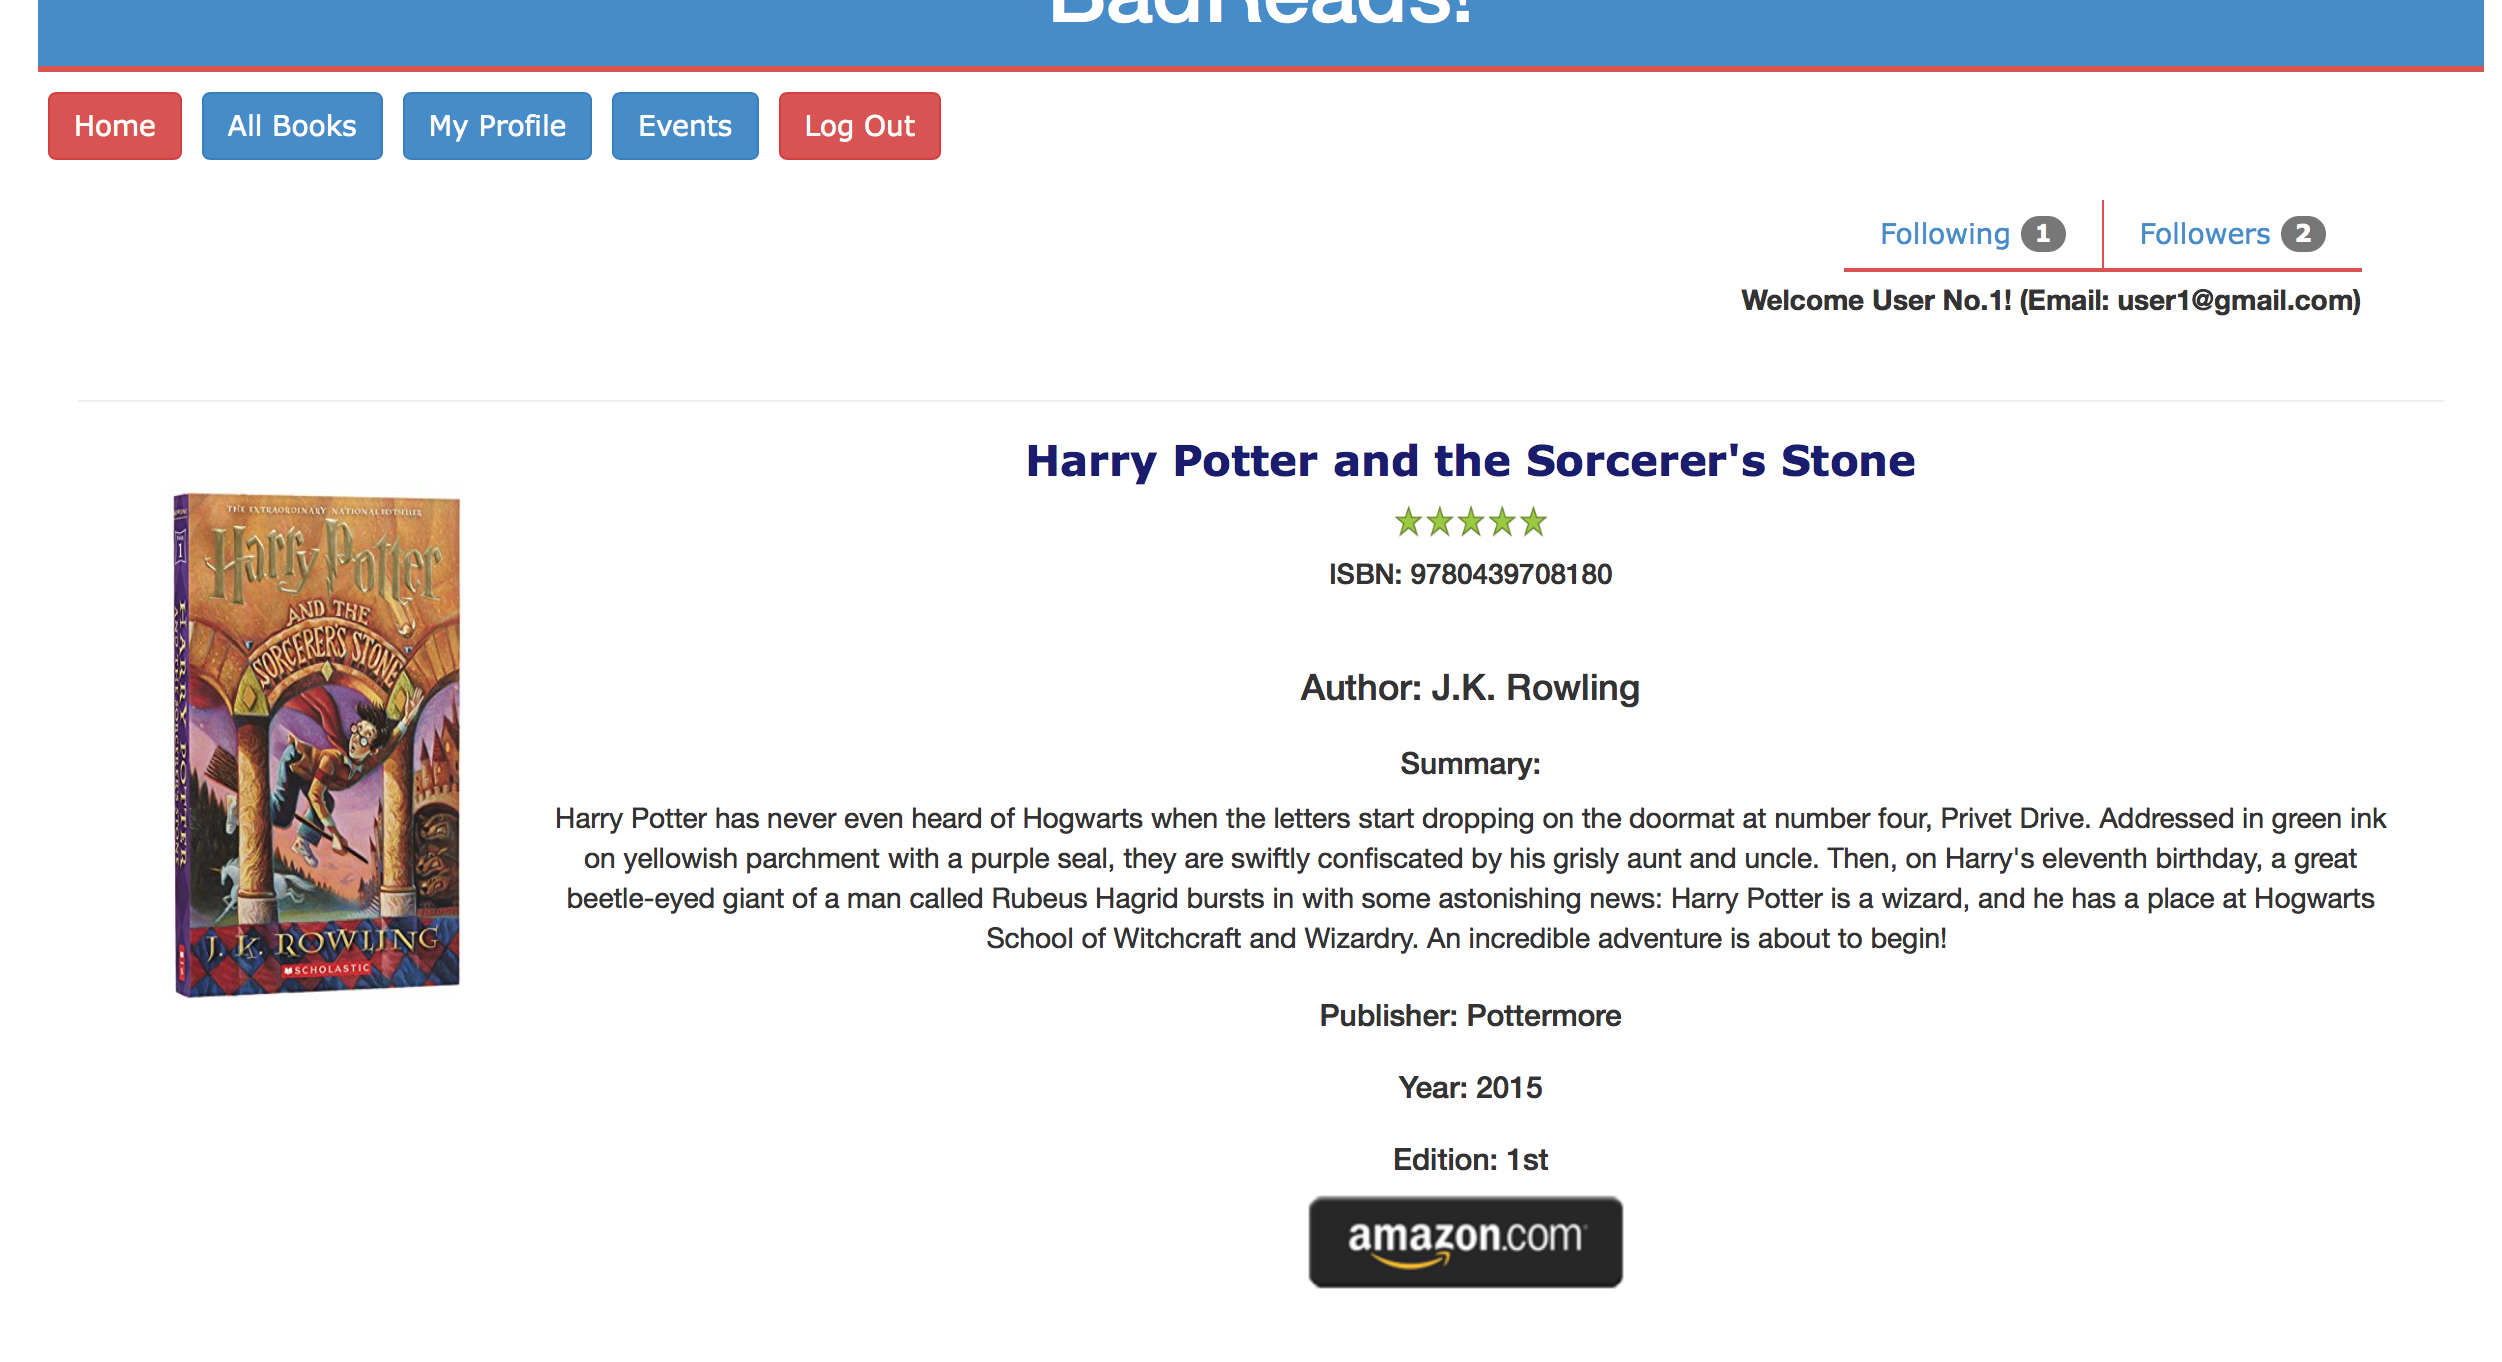 BadReads!
Home
All Books
My Profile
Events
Log Out
Following 1
Followers 2
Welcome User No.1! (Email: user1@gmail.com)
Harry Potter and the Sorcerer's Stone
ISBN: 9780439708180
THE EXTRAORDINARY NATIONAL BESTSELLER
Harry Potter
AND THE
SORCERER'S STONE
J. K. ROWLING
SCHOLASTIC
1
HARRY POTTER
Author: J.K. Rowling
Summary:
Harry Potter has never even heard of Hogwarts when the letters start dropping on the doormat at number four, Privet Drive. Addressed in green ink
on yellowish parchment with a purple seal, they are swiftly confiscated by his grisly aunt and uncle. Then, on Harry's eleventh birthday, a great
beetle-eyed giant of a man called Rubeus Hagrid bursts in with some astonishing news: Harry Potter is a wizard, and he has a place at Hogwarts
School of Witchcraft and Wizardry. An incredible adventure is about to begin!
Publisher: Pottermore
Year: 2015
Edition: 1st
amazon.com